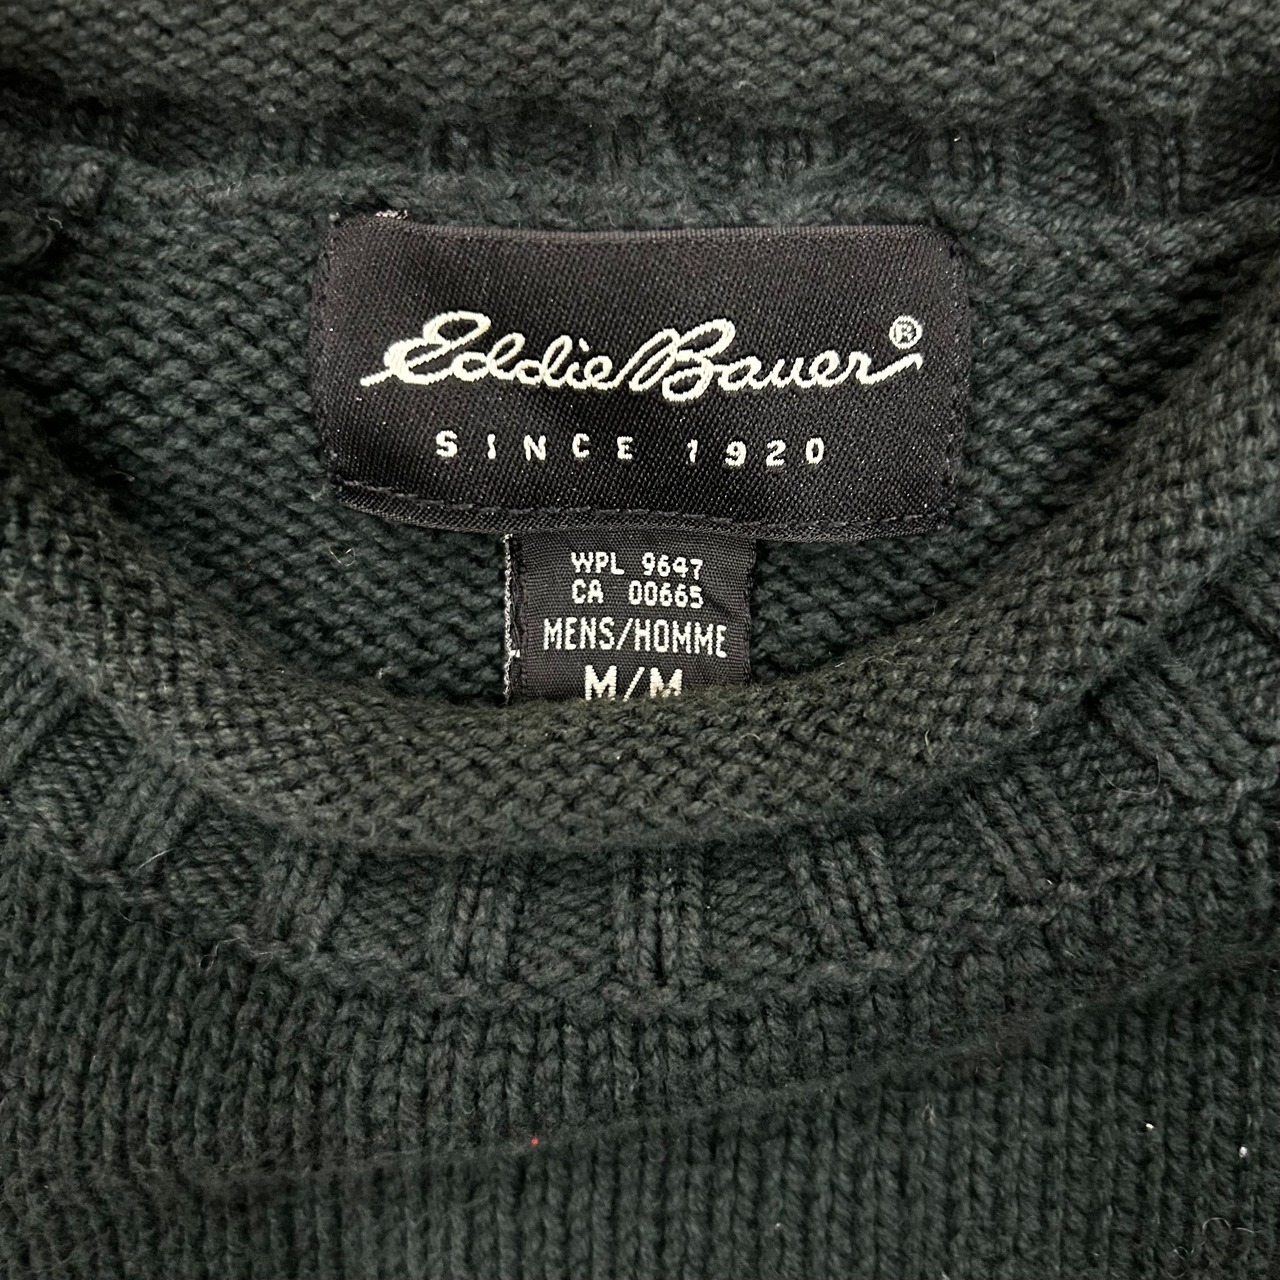 Eddie Bauer®
SINCE 1920
WPL 9647
CA 00665
MENS/HOMME
M/M